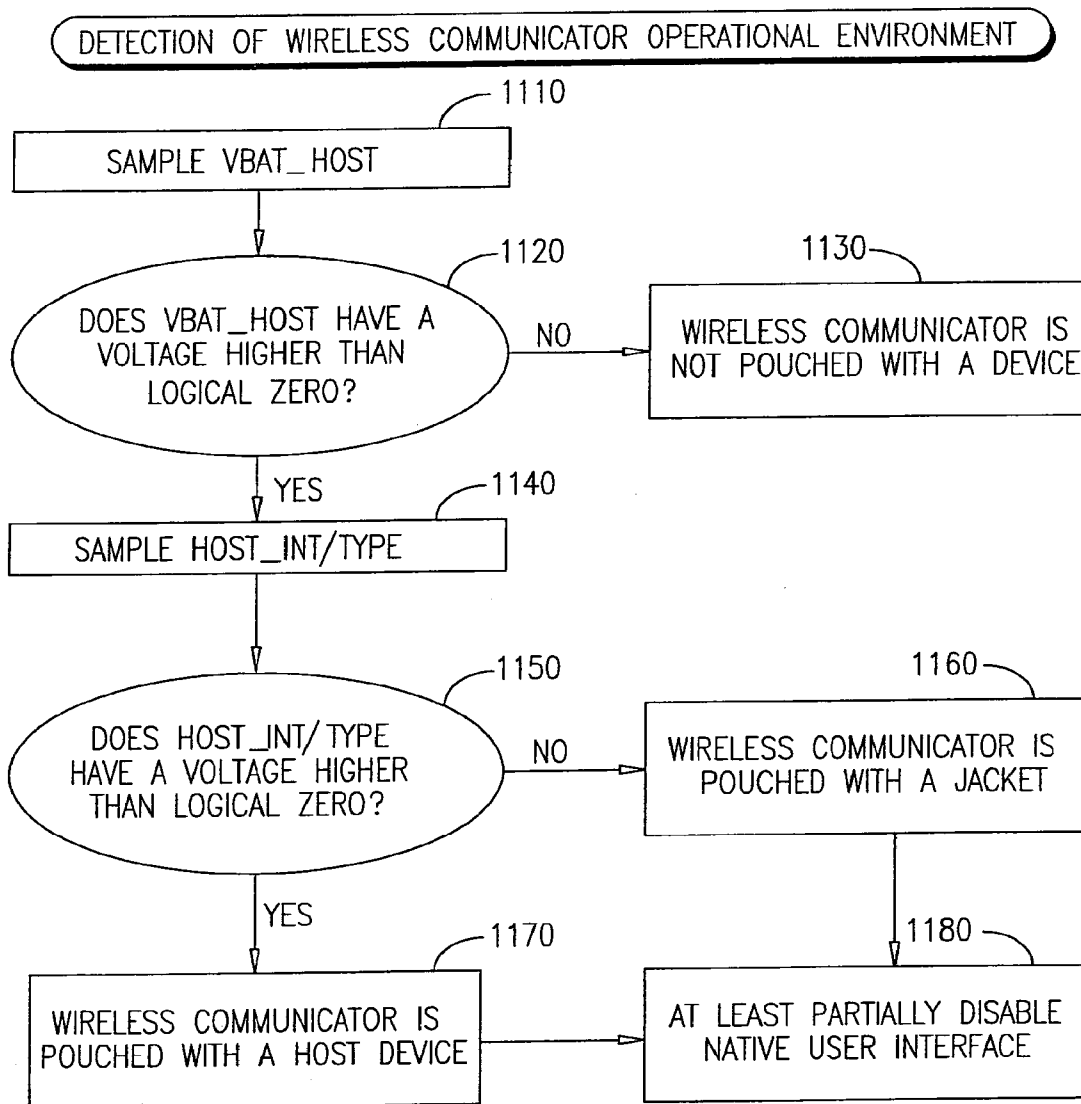 DETECTION OF WIRELESS COMMUNICATOR OPERATIONAL ENVIRONMENT
1110
SAMPLE VBAT_HOST
1120
DOES VBAT_HOST HAVE A
VOLTAGE HIGHER THAN
LOGICAL ZERO?
NO
1130
WIRELESS COMMUNICATOR IS
NOT POUCHED WITH A DEVICE
YES
1140
SAMPLE HOST_INT/TYPE
1150
DOES HOST_INT/TYPE
HAVE A VOLTAGE HIGHER
THAN LOGICAL ZERO?
NO
1160
WIRELESS COMMUNICATOR IS
POUCHED WITH A JACKET
YES
1170
WIRELESS COMMUNICATOR IS
POUCHED WITH A HOST DEVICE
1180
AT LEAST PARTIALLY DISABLE
NATIVE USER INTERFACE